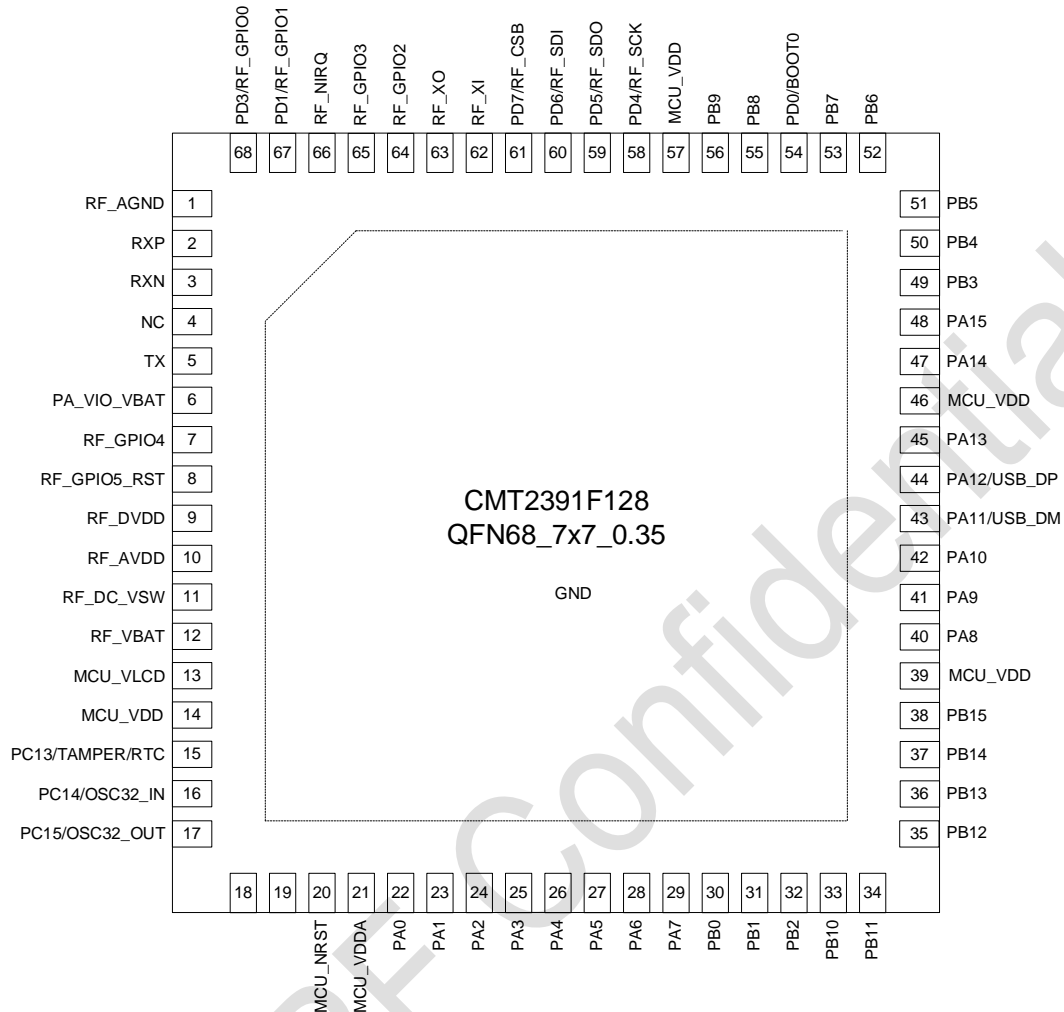 PD3/RF_GPIO0
PD1/RF_GPIO1
RF_NIRQ
RF_GPIO3
RF_GPIO2
RF_XO
RF_XI
PD7/RF_CSB
PD6/RF_SDI
PD5/RF_SDO
PD4/RF_SCK
MCU_VDD
PB9
PB8
PD0/BOOT0
PB7
PB6
68 67 66 65 64 63 62 61 60 59 58 57 56 55 54 53 52
RF_AGND 1
RXP 2
RXN 3
NC 4
TX 5
PA_VIO_VBAT 6
RF_GPIO4 7
RF_GPIO5_RST 8
RF_DVDD 9
RF_AVDD 10
RF_DC_VSW 11
RF_VBAT 12
MCU_VLCD 13
MCU_VDD 14
PC13/TAMPER/RTC 15
PC14/OSC32_IN 16
PC15/OSC32_OUT 17
CMT2391F128
QFN68_7x7_0.35
GND
51 PB5
50 PB4
49 PB3
48 PA15
47 PA14
46 MCU_VDD
45 PA13
44 PA12/USB_DP
43 PA11/USB_DM
42 PA10
41 PA9
40 PA8
39 MCU_VDD
38 PB15
37 PB14
36 PB13
35 PB12
18 19 20 21 22 23 24 25 26 27 28 29 30 31 32 33 34
MCU_NRST
MCU_VDDA
PA0
PA1
PA2
PA3
PA4
PA5
PA6
PA7
PB0
PB1
PB2
PB10
PB11
RF Confidential